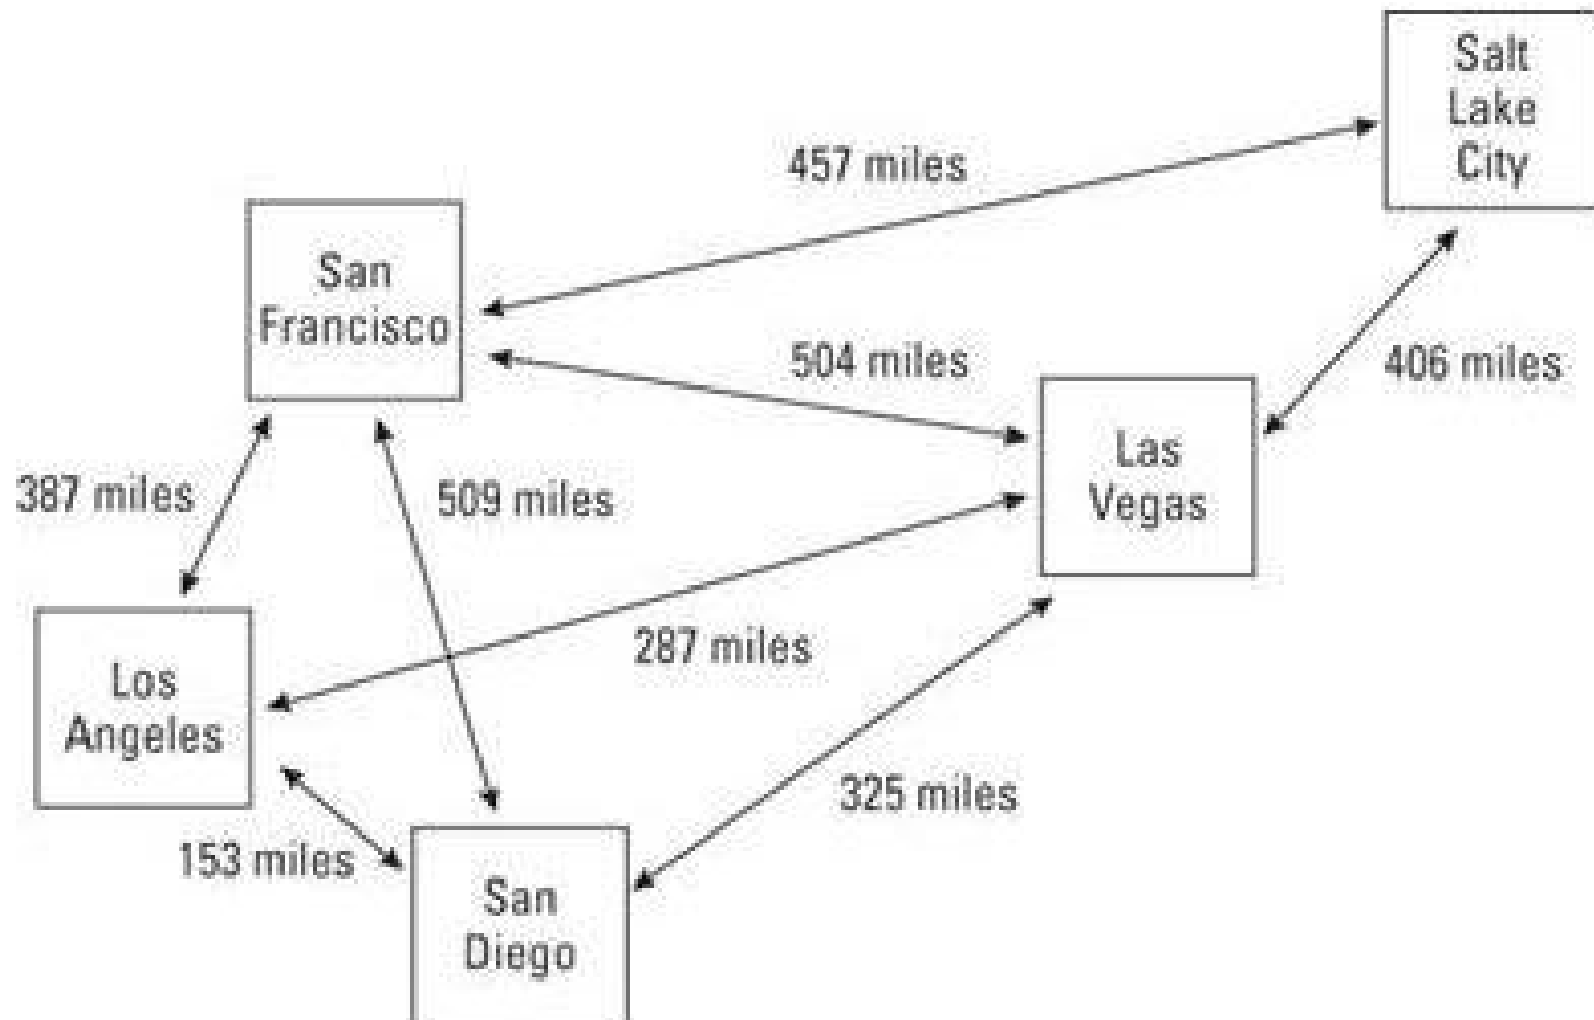 Salt
Lake
City
457 miles
San
Francisco
504 miles
406 miles
Las
Vegas
387 miles
509 miles
287 miles
Los
Angeles
325 miles
153 miles
San
Diego